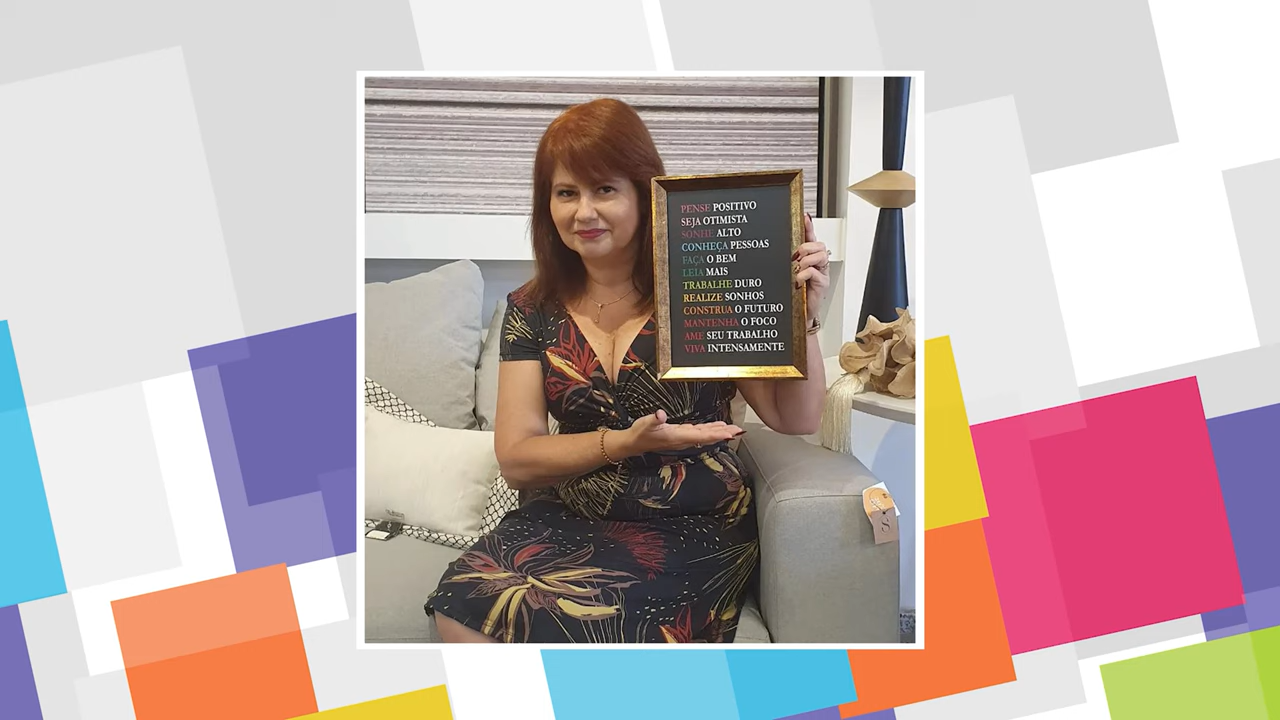 PENSE POSITIVO
SEJA OTIMISTA
SONHE ALTO
CONHEÇA PESSOAS
FAÇA O BEM
LEIA MAIS
TRABALHE DURO
REALIZE SONHOS
CONSTRUA O FUTURO
MANTENHA O FOCO
AME SEU TRABALHO
VIVA INTENSAMENTE